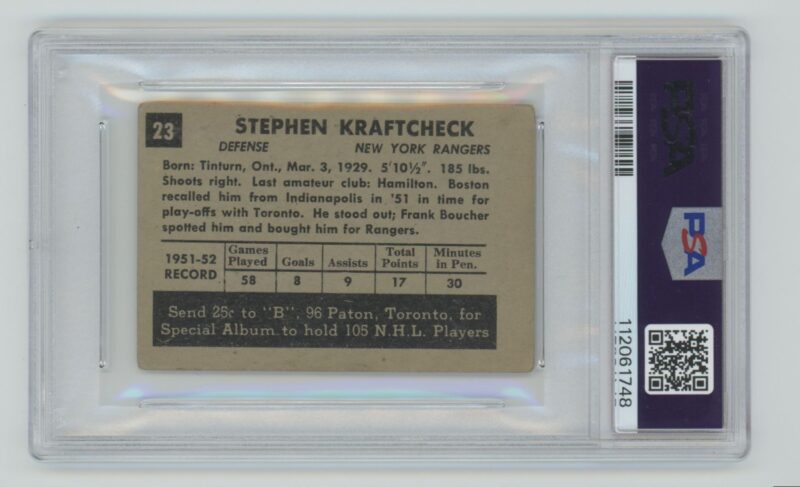 23 STEPHEN KRAFTCHECK
DEFENSE NEW YORK RANGERS
Born: Tinturn, Ont., Mar. 3, 1929. 5'10½". 185 lbs.
Shoots right. Last amateur club: Hamilton. Boston
recalled him from Indianapolis in '51 in time for
play-offs with Toronto. He stood out; Frank Boucher
spotted him and bought him for Rangers.
1951-52 RECORD
Games Played Goals Assists Total Points Minutes in Pen.
58 8 9 17 30
Send 25c to "B", 96 Paton, Toronto, for
Special Album to hold 105 N.H.L. Players
PSA
PSA
112061748